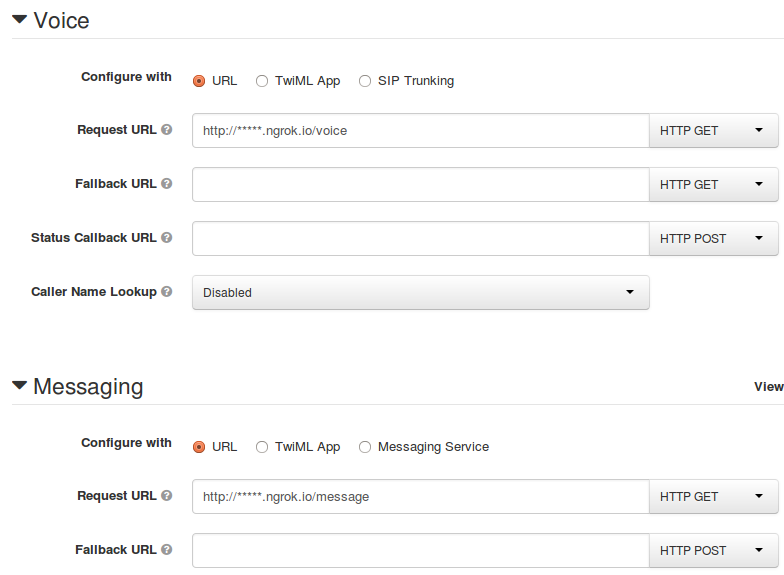 Voice
Configure with URL TwiML App SIP Trunking
Request URL ? http://*****.ngrok.io/voice HTTP GET
Fallback URL ? HTTP GET
Status Callback URL ? HTTP POST
Caller Name Lookup ? Disabled
Messaging View
Configure with URL TwiML App Messaging Service
Request URL ? http://*****.ngrok.io/message HTTP GET
Fallback URL ? HTTP POST